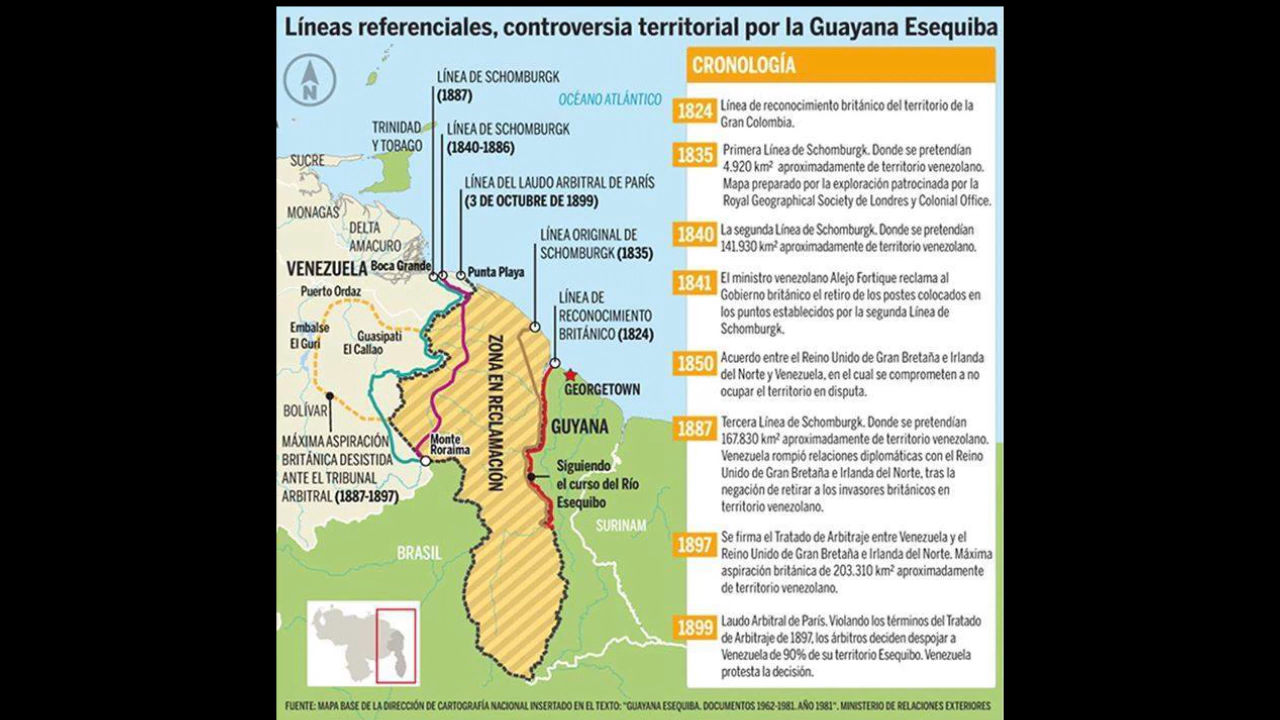 Líneas referenciales, controversia territorial por la Guayana Esequiba
N
LÍNEA DE SCHOMBURGK
(1887)
OCÉANO ATLÁNTICO
TRINIDAD
Y TOBAGO
LÍNEA DE SCHOMBURGK
(1840-1886)
SUCRE
LÍNEA DEL LAUDO ARBITRAL DE PARÍS
(3 DE OCTUBRE DE 1899)
MONAGAS
DELTA
AMACURO
LÍNEA ORIGINAL DE
SCHOMBURGK (1835)
VENEZUELA
Boca Grande
Punta Playa
Puerto Ordaz
LÍNEA DE
RECONOCIMIENTO
BRITÁNICO (1824)
Embalse
El Guri
Guasipati
El Callao
ZONA EN RECLAMACIÓN
GEORGETOWN
BOLÍVAR
GUYANA
MÁXIMA ASPIRACIÓN
BRITÁNICA DESISTIDA
ANTE EL TRIBUNAL
ARBITRAL (1887-1897)
Monte
Roraima
Siguiendo
el curso del Río
Esequibo
SURINAM
BRASIL
CRONOLOGÍA
1824
Línea de reconocimiento británico del territorio de la
Gran Colombia.
1835
Primera Línea de Schomburgk. Donde se pretendían
4.920 km² aproximadamente de territorio venezolano.
Mapa preparado por la exploración patrocinada por la
Royal Geographical Society de Londres y Colonial Office.
1840
La segunda Línea de Schomburgk. Donde se pretendían
141.930 km² aproximadamente de territorio venezolano.
1841
El ministro venezolano Alejo Fortique reclama al
Gobierno británico el retiro de los postes colocados en
los puntos establecidos por la segunda Línea de
Schomburgk.
1850
Acuerdo entre el Reino Unido de Gran Bretaña e Irlanda
del Norte y Venezuela, en el cual se comprometen a no
ocupar el territorio en disputa.
1887
Tercera Línea de Schomburgk. Donde se pretendían
167.830 km² aproximadamente de territorio venezolano.
Venezuela rompió relaciones diplomáticas con el Reino
Unido de Gran Bretaña e Irlanda del Norte, tras la
negación de retirar a los invasores británicos en
territorio venezolano.
1897
Se firma el Tratado de Arbitraje entre Venezuela y el
Reino Unido de Gran Bretaña e Irlanda del Norte. Máxima
aspiración británica de 203.310 km² aproximadamente
de territorio venezolano.
1899
Laudo Arbitral de París. Violando los términos del Tratado
de Arbitraje de 1897, los árbitros deciden despojar a
Venezuela de 90% de su territorio Esequibo. Venezuela
protesta la decisión.
FUENTE: MAPA BASE DE LA DIRECCIÓN DE CARTOGRAFÍA NACIONAL INSERTADO EN EL TEXTO: "GUAYANA ESEQUIBA. DOCUMENTOS 1962-1981. AÑO 1981". MINISTERIO DE RELACIONES EXTERIORES